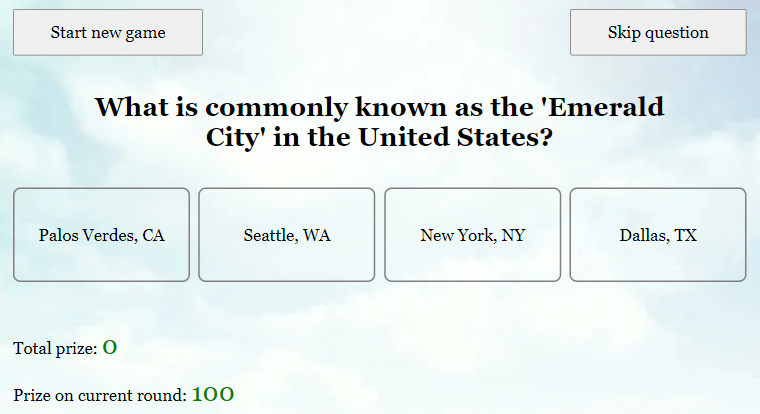 Start new game
Skip question
What is commonly known as the 'Emerald
City' in the United States?
Palos Verdes, CA
Seattle, WA
New York, NY
Dallas, TX
Total prize: 0
Prize on current round: 100